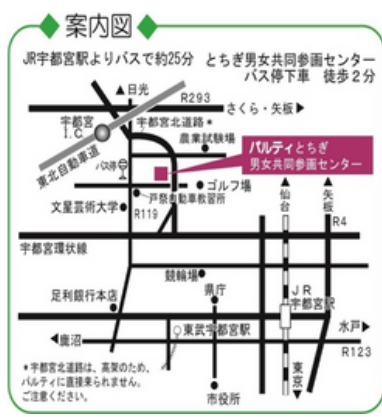 案内図
JR宇都宮駅よりバスで約25分 とちぎ男女共同参画センター
バス停下車 徒歩2分
▲日光
R293
さくら・矢板▶
宇都宮
I.C.
宇都宮北道路*
農業試験場
東北自動車道
バス停
パルティとちぎ
男女共同参画センター
戸祭自動車教習所
ゴルフ場
▲仙台
▲矢板
文星芸術大学
R119
R4
宇都宮環状線
競輪場
足利銀行本店
県庁
JR
宇都宮駅
東武宇都宮駅
水戸▶
◀鹿沼
R123
*宇都宮北道路は、高架のため、
パルティに直接来られません。
ご注意ください。
市役所
東京▼